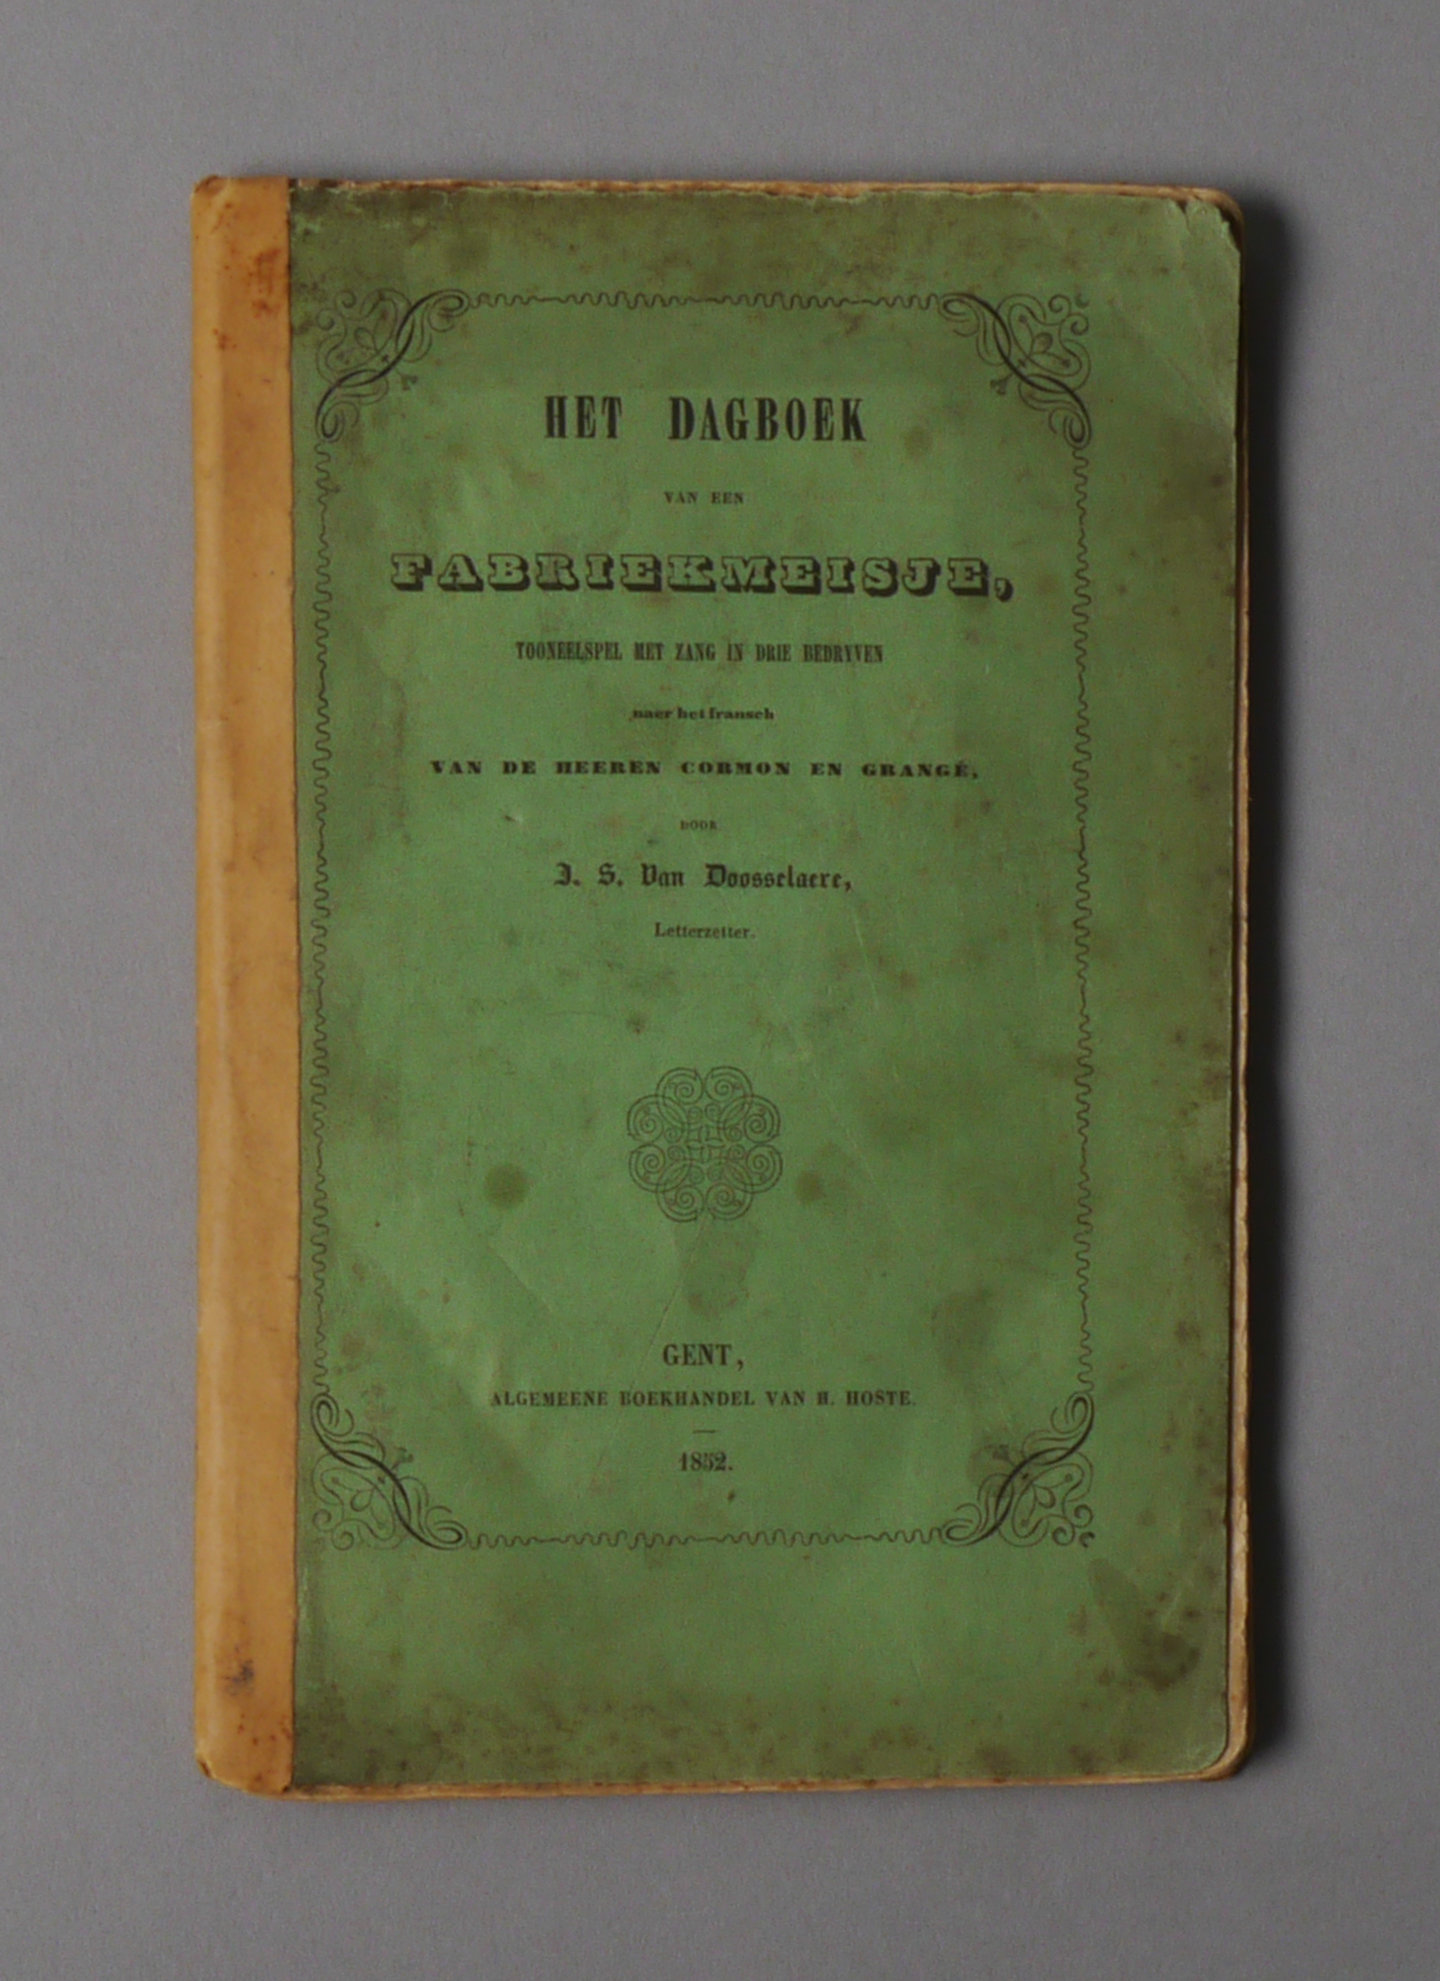 HET DAGBOEK
VAN EEN
FABRIEKMEISJE,
TOONEELSPEL MET ZANG IN DRIE BEDRYVEN
naer het fransch
VAN DE HEEREN CORMON EN GRANGÉ,
DOOR
J. S. Van Doosselaere,
Letterzetter.
GENT,
ALGEMEENE BOEKHANDEL VAN H. HOSTE.
1852.